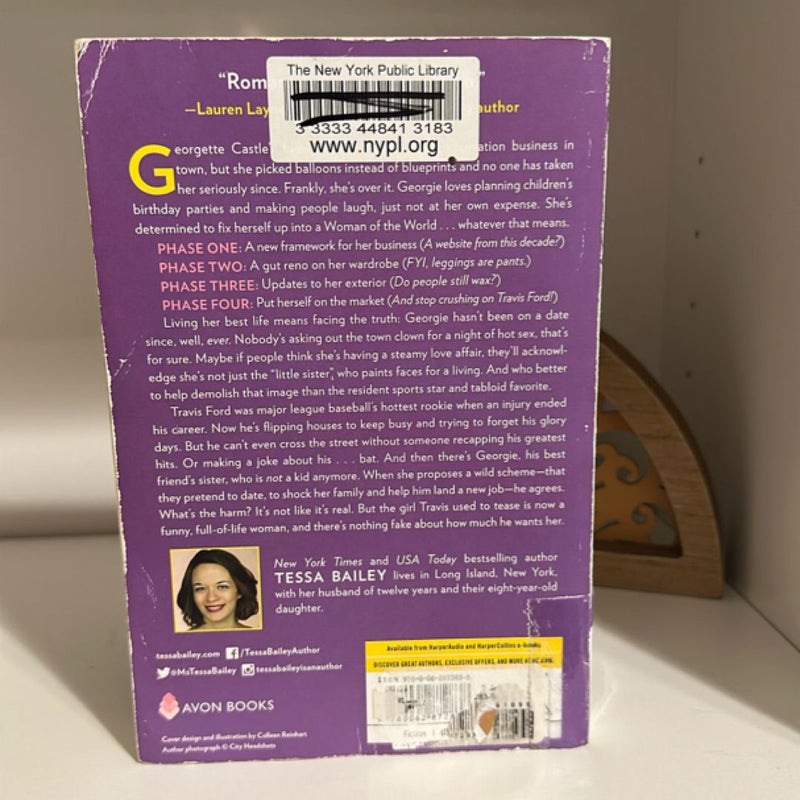 The New York Public Library
3 3333 44841 3183
www.nypl.org
—Lauren author
Georgette Castle business in
town, but she picked balloons instead of blueprints and no one has taken
her seriously since. Frankly, she's over it. Georgie loves planning children's
birthday parties and making people laugh, just not at her own expense. She's
determined to fix herself up into a Woman of the World . . . whatever that means.
PHASE ONE: A new framework for her business (A website from this decade?)
PHASE TWO: A gut reno on her wardrobe (FYI, leggings are pants.)
PHASE THREE: Updates to her exterior (Do people still wax?)
PHASE FOUR: Put herself on the market (And stop crushing on Travis Ford!)
Living her best life means facing the truth: Georgie hasn't been on a date
since, well, ever. Nobody's asking out the town clown for a night of hot sex, that's
for sure. Maybe if people think she's having a steamy love affair, they'll acknowl-
edge she's not just the "little sister", who paints faces for a living. And who better
to help demolish that image than the resident sports star and tabloid favorite.
Travis Ford was major league baseball's hottest rookie when an injury ended
his career. Now he's flipping houses to keep busy and trying to forget his glory
days. But he can't even cross the street without someone recapping his greatest
hits. Or making a joke about his . . . bat. And then there's Georgie, his best
friend's sister, who is not a kid anymore. When she proposes a wild scheme—that
they pretend to date, to shock her family and help him land a new job—he agrees.
What's the harm? It's not like it's real. But the girl Travis used to tease is now a
funny, full-of-life woman, and there's nothing fake about how much he wants her.
New York Times and USA Today bestselling author
TESSA BAILEY lives in Long Island, New York,
with her husband of twelve years and their eight-year-old
daughter.
tessabailey.com /TessaBaileyAuthor
@MsTessaBailey tessabaileyisanauthor
AVON BOOKS
Cover design and illustration by Colleen Reinhart
Author photograph © City Headshots
Available from HarperAudio and HarperCollins e-books
DISCOVER GREAT AUTHORS, EXCLUSIVE OFFERS, AND MORE AT HC.COM.
Fiction